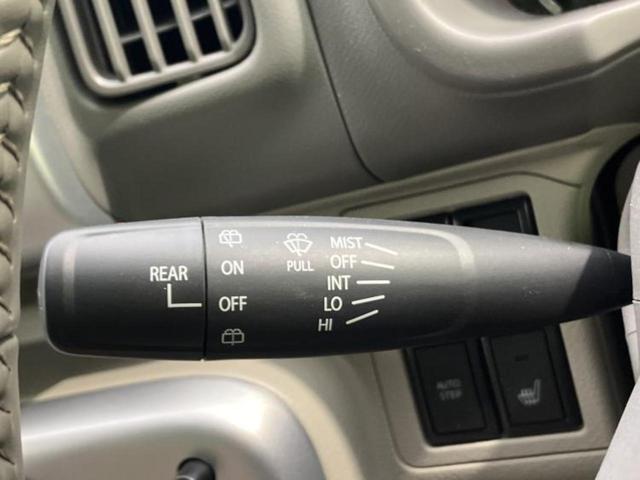 REAR
ON
OFF
PULL
MIST
OFF
INT
LO
HI
AUTO
STEP